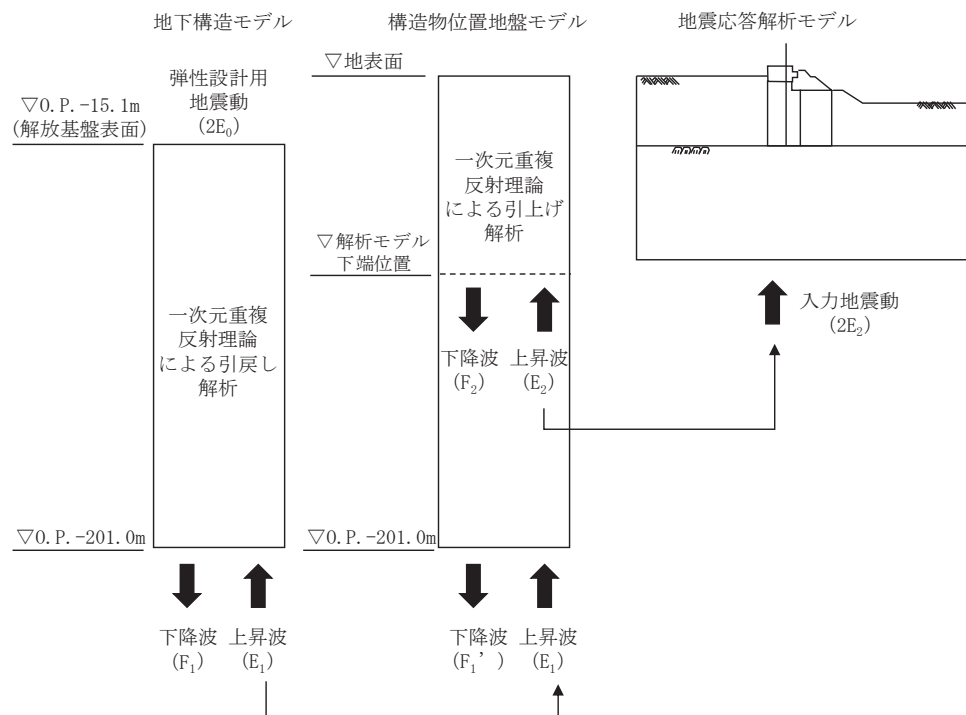 地下構造モデル
弾性設計用
地震動
(2E₀)
▽O.P.-15.1m
(解放基盤表面)
一次元重複
反射理論
による引戻し
解析
▽O.P.-201.0m
下降波
(F₁)
上昇波
(E₁)
構造物位置地盤モデル
▽地表面
一次元重複
反射理論
による引上げ
解析
▽解析モデル
下端位置
下降波
(F₂)
上昇波
(E₂)
▽O.P.-201.0m
下降波
(F₁’)
上昇波
(E₁)
地震応答解析モデル
入力地震動
(2E₂)